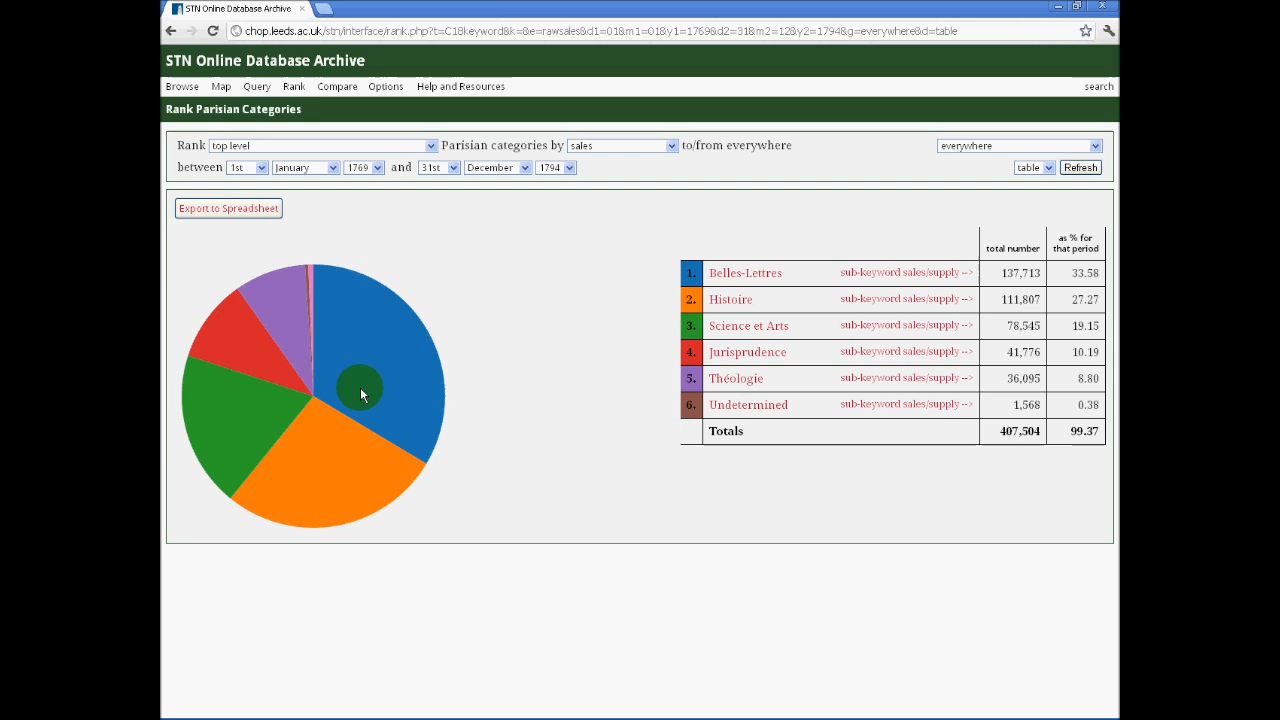 STN Online Database Archive
chop.leeds.ac.uk/stn/interface/rank.php?t=C18keyword&k=&e=rawsales&d1=01&m1=01&y1=1769&d2=31&m2=12&y2=1794&g=everywhere&d=table
STN Online Database Archive
Browse Map Query Rank Compare Options Help and Resources search
Rank Parisian Categories
Rank top level Parisian categories by sales to/from everywhere everywhere
between 1st January 1769 and 31st December 1794 table Refresh
Export to Spreadsheet
total number as % for that period
1. Belles-Lettres sub-keyword sales/supply --> 137,713 33.58
2. Histoire sub-keyword sales/supply --> 111,807 27.27
3. Science et Arts sub-keyword sales/supply --> 78,545 19.15
4. Jurisprudence sub-keyword sales/supply --> 41,776 10.19
5. Théologie sub-keyword sales/supply --> 36,095 8.80
6. Undetermined sub-keyword sales/supply --> 1,568 0.38
Totals 407,504 99.37